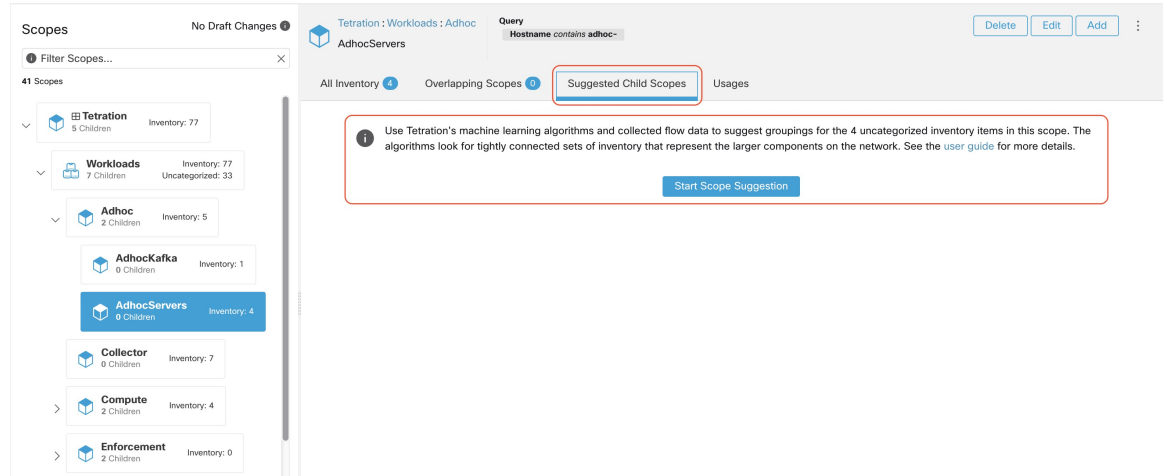 Scopes
No Draft Changes
Filter Scopes...
41 Scopes
Tetration
5 Children
Inventory: 77
Workloads
7 Children
Inventory: 77
Uncategorized: 33
Adhoc
2 Children
Inventory: 5
AdhocKafka
0 Children
Inventory: 1
AdhocServers
0 Children
Inventory: 4
Collector
0 Children
Inventory: 7
Compute
2 Children
Inventory: 4
Enforcement
2 Children
Inventory: 0
Tetration : Workloads : Adhoc
AdhocServers
Query
Hostname contains adhoc-
Delete
Edit
Add
All Inventory 4
Overlapping Scopes 0
Suggested Child Scopes
Usages
Use Tetration's machine learning algorithms and collected flow data to suggest groupings for the 4 uncategorized inventory items in this scope. The
algorithms look for tightly connected sets of inventory that represent the larger components on the network. See the user guide for more details.
Start Scope Suggestion